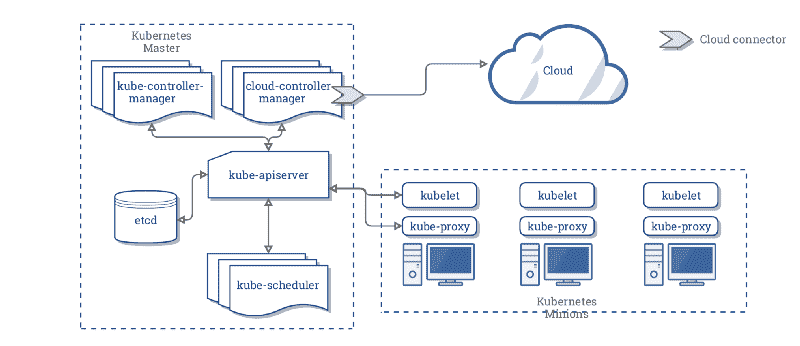 Kubernetes
Master
kube-controller-
manager
cloud-controller-
manager
Cloud
Cloud connector
kube-apiserver
etcd
kube-scheduler
kubelet
kubelet
kubelet
kube-proxy
kube-proxy
kube-proxy
Kubernetes
Minions